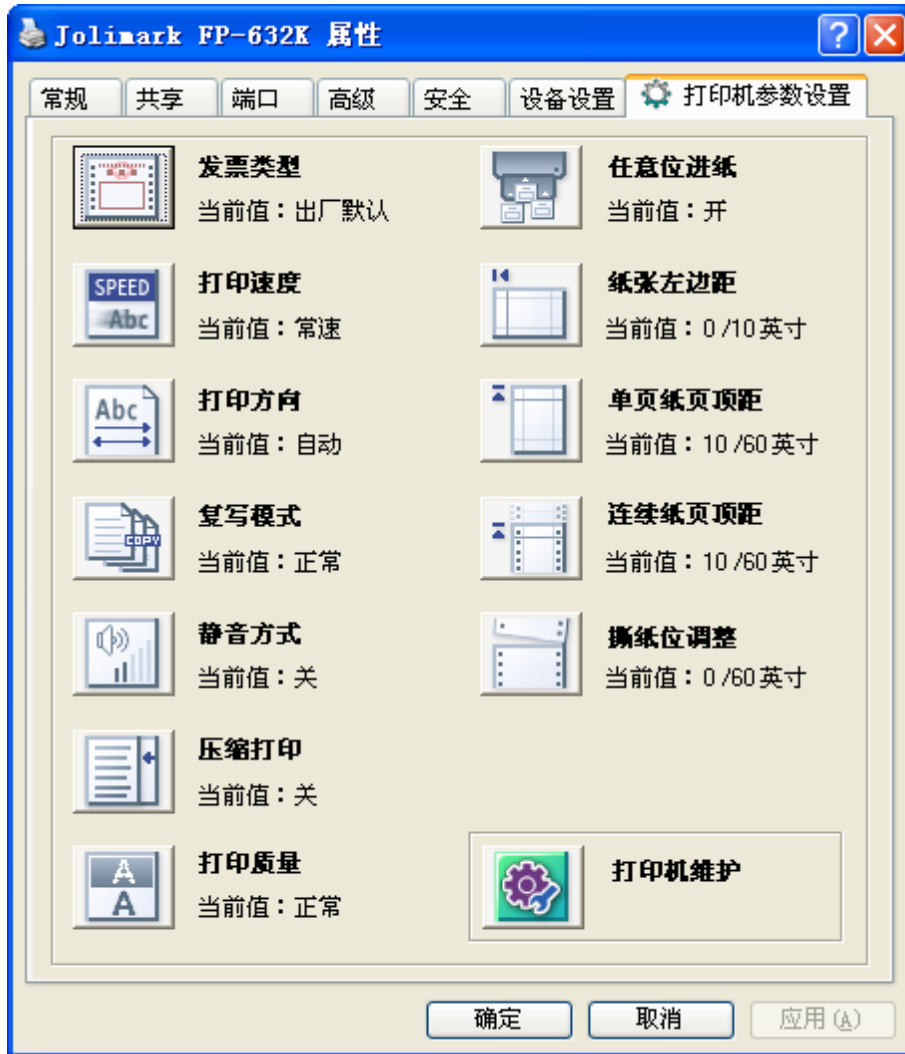 Jolimark FP-632K 属性
常规 共享 端口 高级 安全 设备设置 打印机参数设置
发票类型
当前值：出厂默认
任意位进纸
当前值：开
SPEED
Abc
打印速度
当前值：常速
纸张左边距
当前值：0/10英寸
Abc
打印方向
当前值：自动
单页纸页顶距
当前值：10/60英寸
COPY
复写模式
当前值：正常
连续纸页顶距
当前值：10/60英寸
静音方式
当前值：关
撕纸位调整
当前值：0/60英寸
压缩打印
当前值：关
A
A
打印质量
当前值：正常
打印机维护
确定 取消 应用(A)